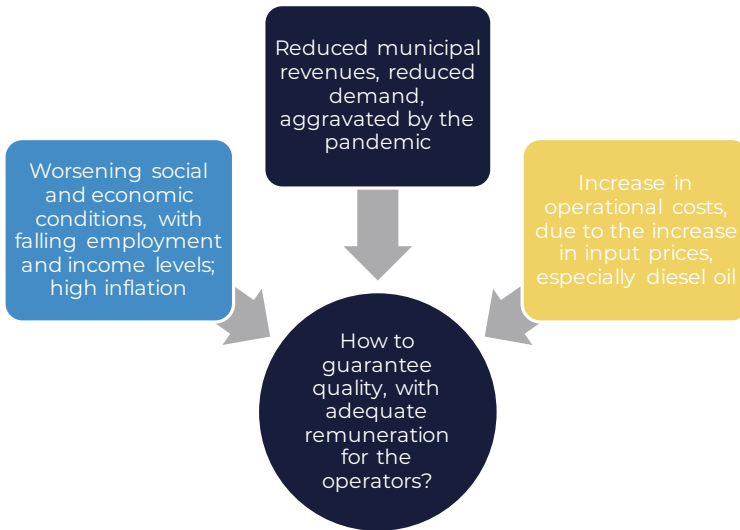 Reduced municipal
revenues, reduced
demand,
aggravated by the
pandemic
Worsening social
and economic
conditions, with
falling employment
and income levels;
high inflation
Increase in
operational costs,
due to the increase
in input prices,
especially diesel oil
How to
guarantee
quality, with
adequate
remuneration
for the
operators?